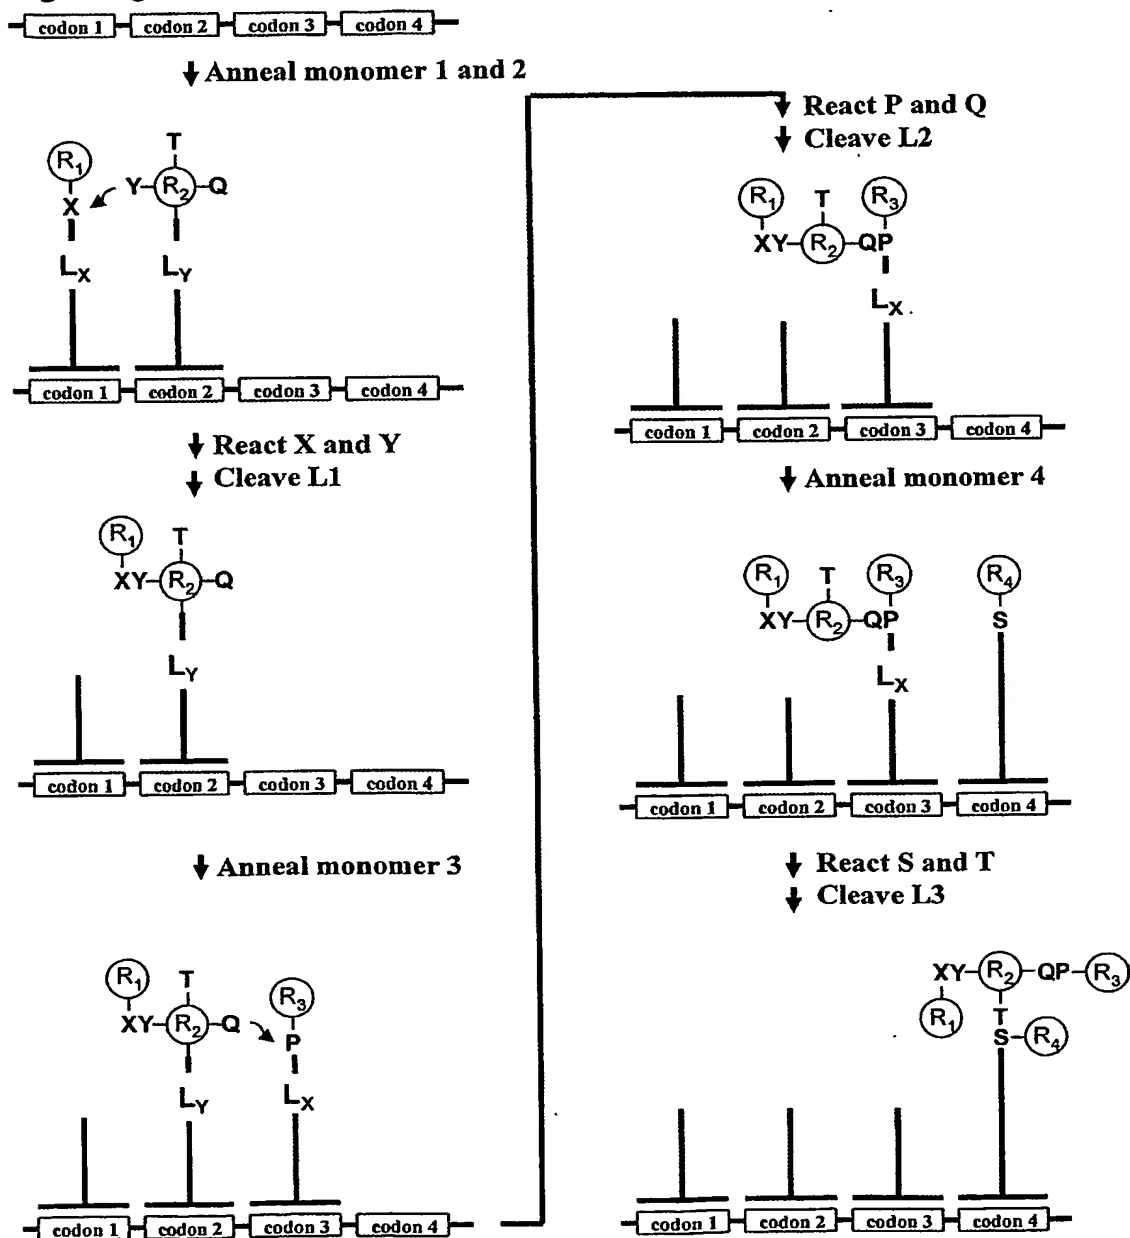 codon 1 codon 2 codon 3 codon 4
Anneal monomer 1 and 2
R1 T
X Y R2 Q
LX LY
codon 1 codon 2 codon 3 codon 4
React X and Y
Cleave L1
R1 T
XY R2 Q
LY
codon 1 codon 2 codon 3 codon 4
Anneal monomer 3
R1 T R3
XY R2 Q P
LY LX
codon 1 codon 2 codon 3 codon 4
React P and Q
Cleave L2
R1 T R3
XY R2 QP
LX
codon 1 codon 2 codon 3 codon 4
Anneal monomer 4
R1 T R3 R4
XY R2 QP S
LX
codon 1 codon 2 codon 3 codon 4
React S and T
Cleave L3
XY R2 QP R3
R1 T
S R4
codon 1 codon 2 codon 3 codon 4